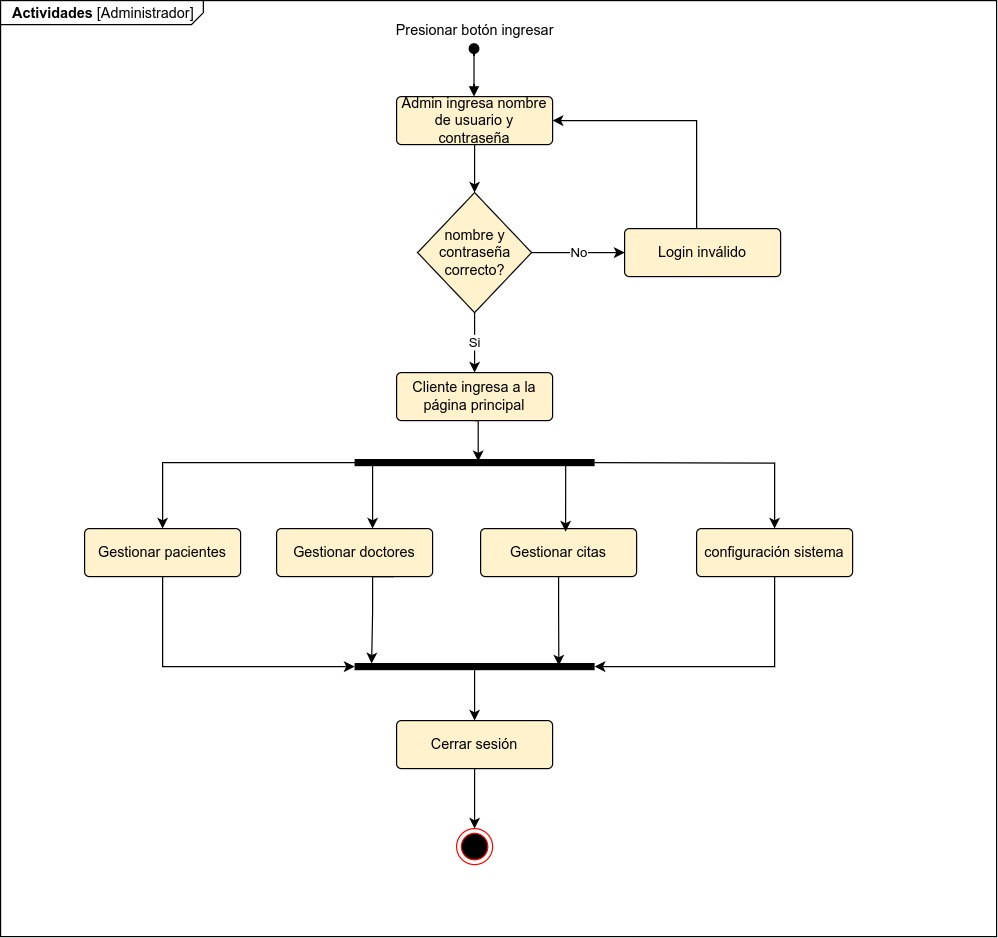 Actividades [Administrador]
Presionar botón ingresar
Admin ingresa nombre
de usuario y
contraseña
nombre y
contraseña
correcto?
No
Login inválido
Si
Cliente ingresa a la
página principal
Gestionar pacientes
Gestionar doctores
Gestionar citas
configuración sistema
Cerrar sesión